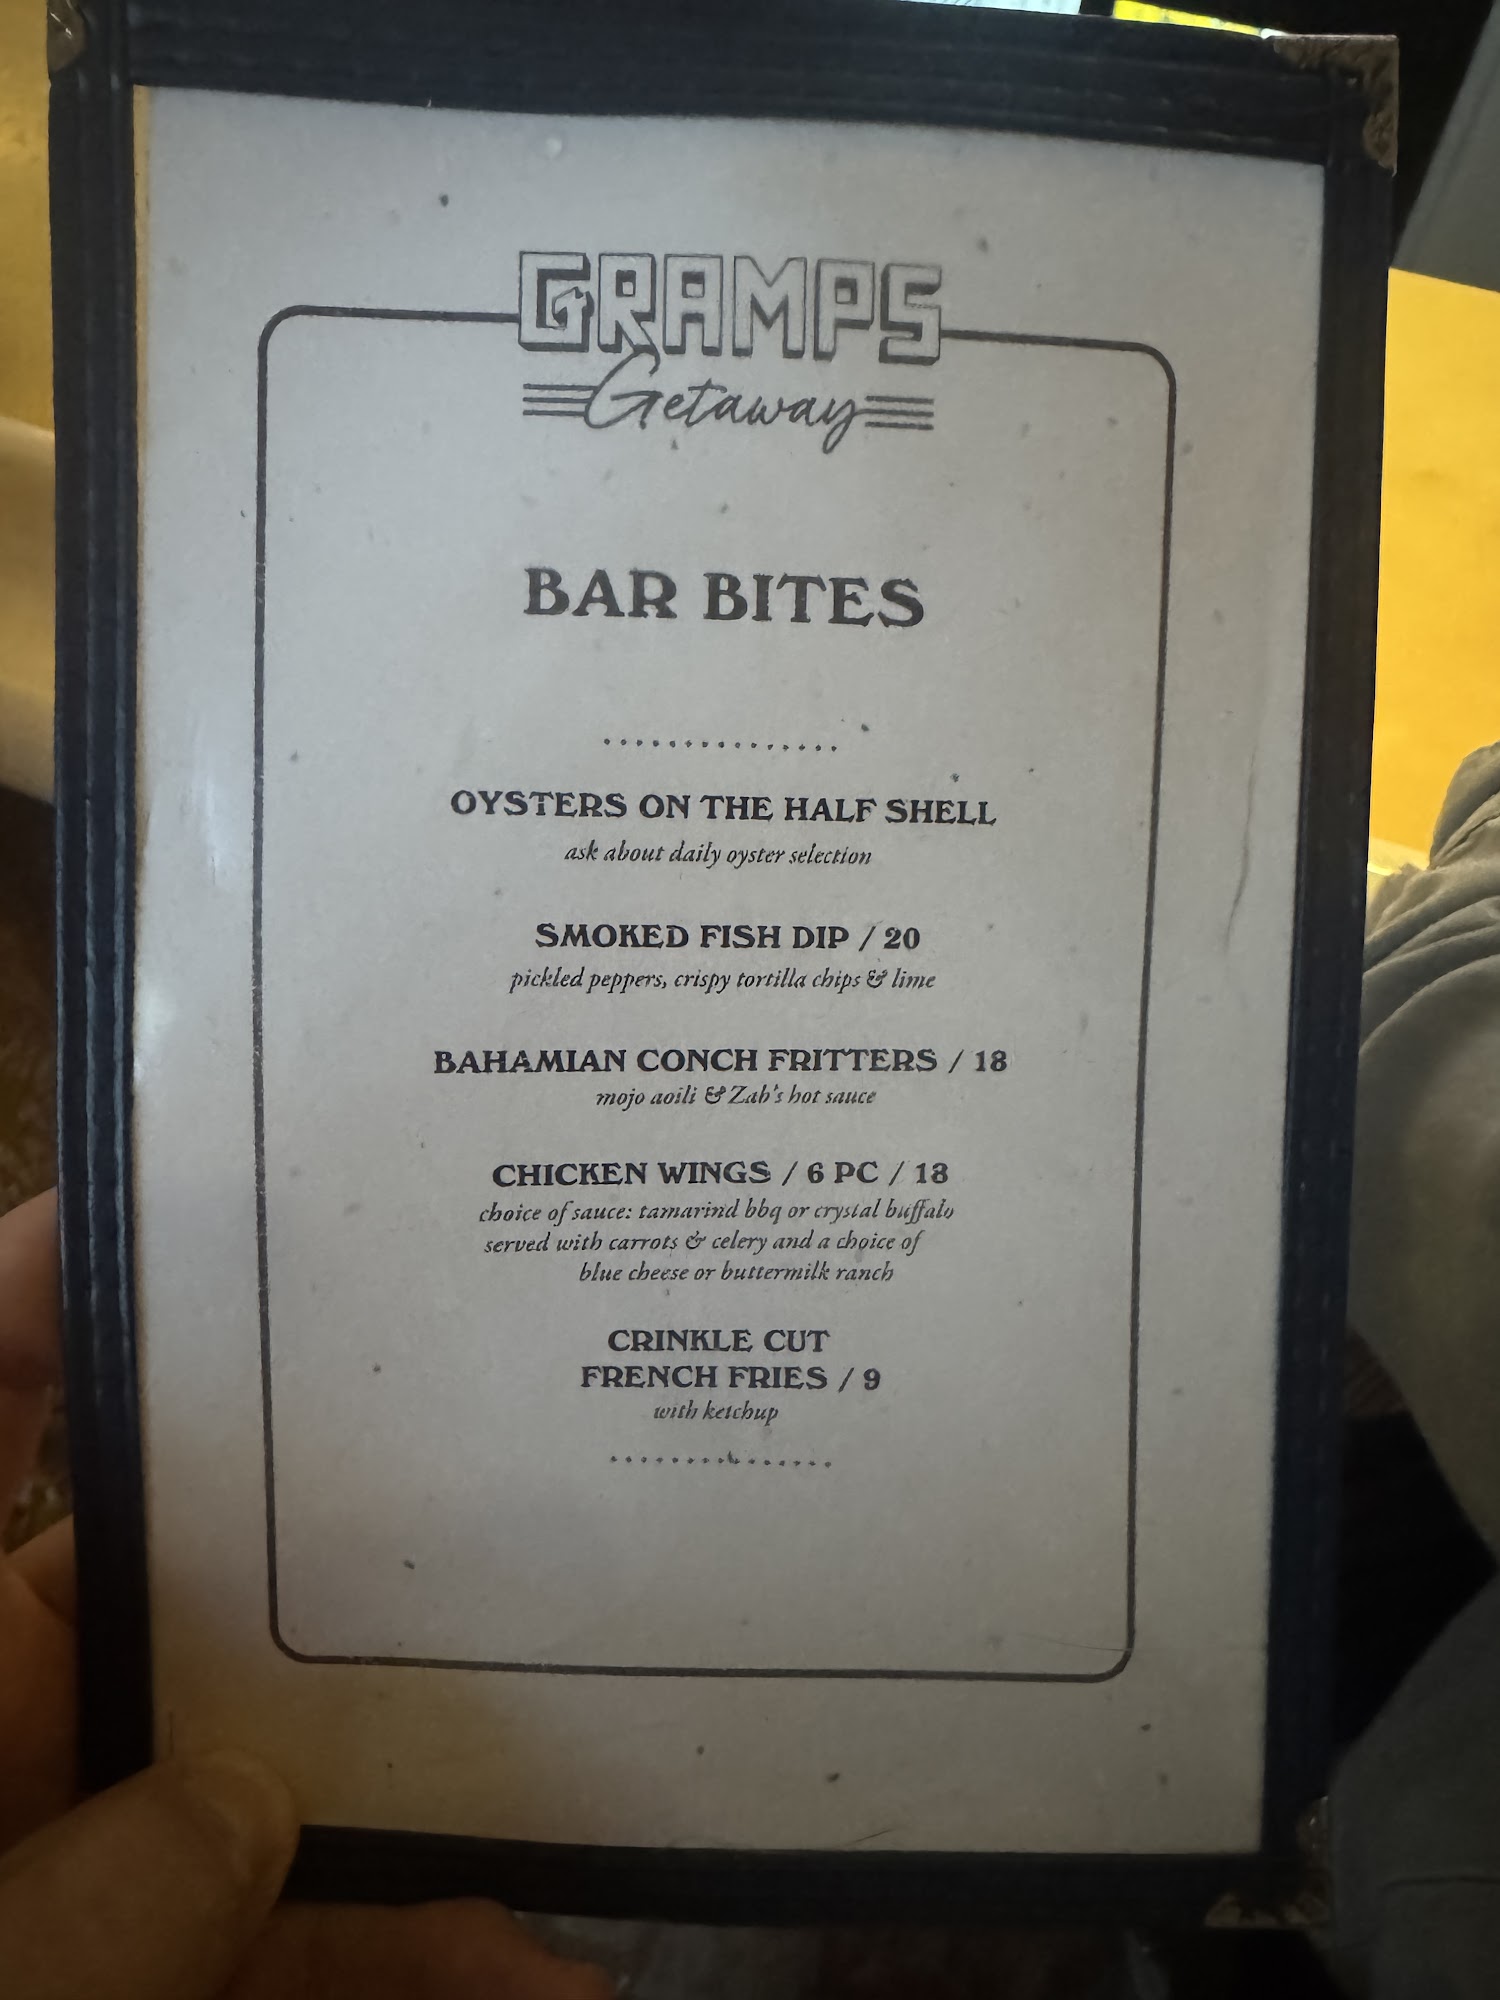 GRAMPS
Getaway
BAR BITES
OYSTERS ON THE HALF SHELL
ask about daily oyster selection
SMOKED FISH DIP / 20
pickled peppers, crispy tortilla chips & lime
BAHAMIAN CONCH FRITTERS / 18
mojo aoili & Zab's hot sauce
CHICKEN WINGS / 6 PC / 18
choice of sauce: tamarind bbq or crystal buffalo
served with carrots & celery and a choice of
blue cheese or buttermilk ranch
CRINKLE CUT
FRENCH FRIES / 9
with ketchup